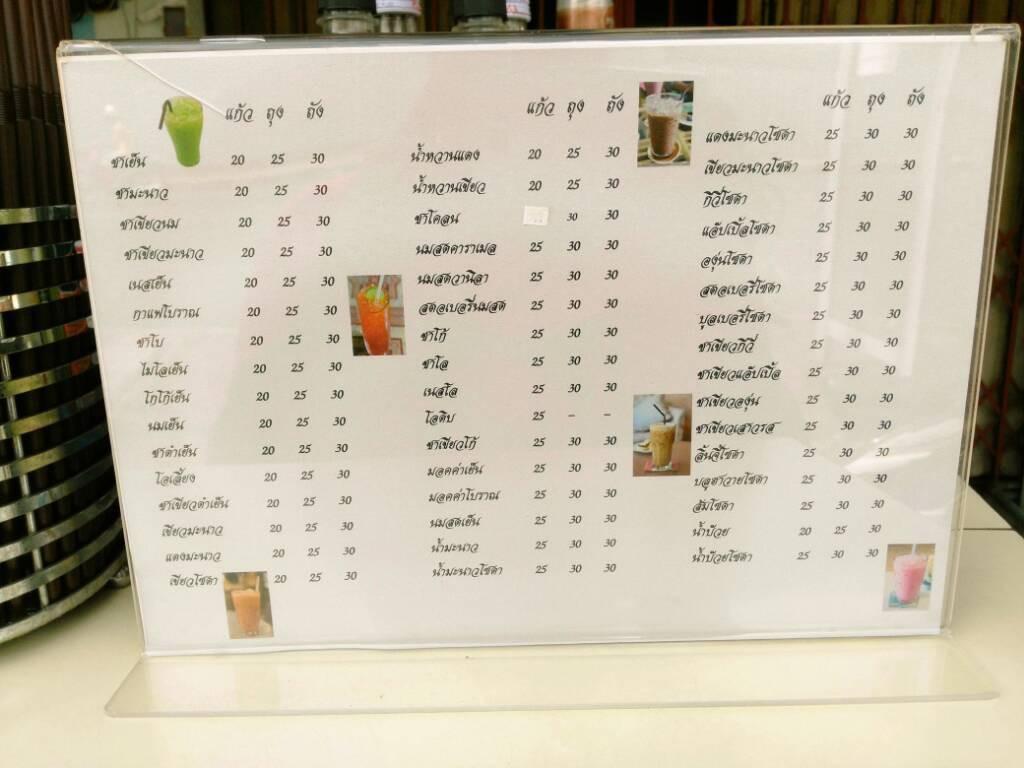 แก้ว ถุง ถัง
ชาเย็น 20 25 30
ชามะนาว 20 25 30
ชาเขียวนม 20 25 30
ชาเขียวมะนาว 20 25 30
เนสเย็น 20 25 30
กาแฟโบราณ 20 25 30
ชาโบ 20 25 30
ไมโลเย็น 20 25 30
โกโก้เย็น 20 25 30
นมเย็น 20 25 30
ชาดำเย็น 20 25 30
โอเลี้ยง 20 25 30
ชาเขียวดำเย็น 20 25 30
เขียวมะนาว 20 25 30
แดงมะนาว 20 25 30
เขียวโซดา 20 25 30
แก้ว ถุง ถัง
น้ำหวานแดง 20 25 30
น้ำหวานเขียว 20 25 30
ชาโคลน 30 30
นมสดคาราเมล 25 30 30
นมสดวานิลา 25 30 30
สตอเบอรี่นมสด 25 30 30
ชาโก้ 25 30 30
ชาโล 25 30 30
เนสโล 25 30 30
โอดิบ 25 - -
ชาเขียวโก้ 25 30 30
มอคค่าเย็น 25 30 30
มอคค่าโบราณ 25 30 30
นมสดเย็น 25 30 30
น้ำมะนาว 25 30 30
น้ำมะนาวโซดา 25 30 30
แก้ว ถุง ถัง
แดงมะนาวโซดา 25 30 30
เขียวมะนาวโซดา 25 30 30
กีวี่โซดา 25 30 30
แอ๊ปเปิ้ลโซดา 25 30 30
องุ่นโซดา 25 30 30
สตอเบอรี่โซดา 25 30 30
บูลเบอรี่โซดา 25 30 30
ชาเขียวกีวี่ 25 30 30
ชาเขียวแอ๊ปเปิ้ล 25 30 30
ชาเขียวองุ่น 25 30 30
ชาเขียวเสาวรส 25 30 30
ลิ้นจี่โซดา 25 30 30
บลูฮาวายโซดา 25 30 30
ส้มโซดา 25 30 30
น้ำบ๊วย 20 25 30
น้ำบ๊วยโซดา 25 30 30